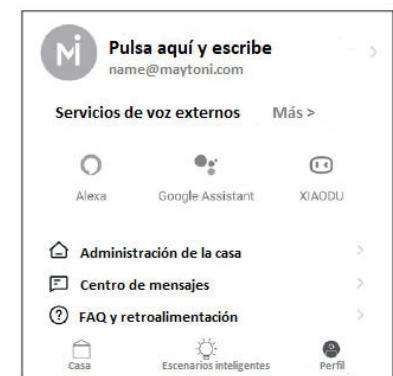 Mi
Pulsa aquí y escribe
name@maytoni.com
Servicios de voz externos Más >
Alexa Google Assistant XIAODU
Administración de la casa
Centro de mensajes
FAQ y retroalimentación
Casa Escenarios inteligentes Perfil